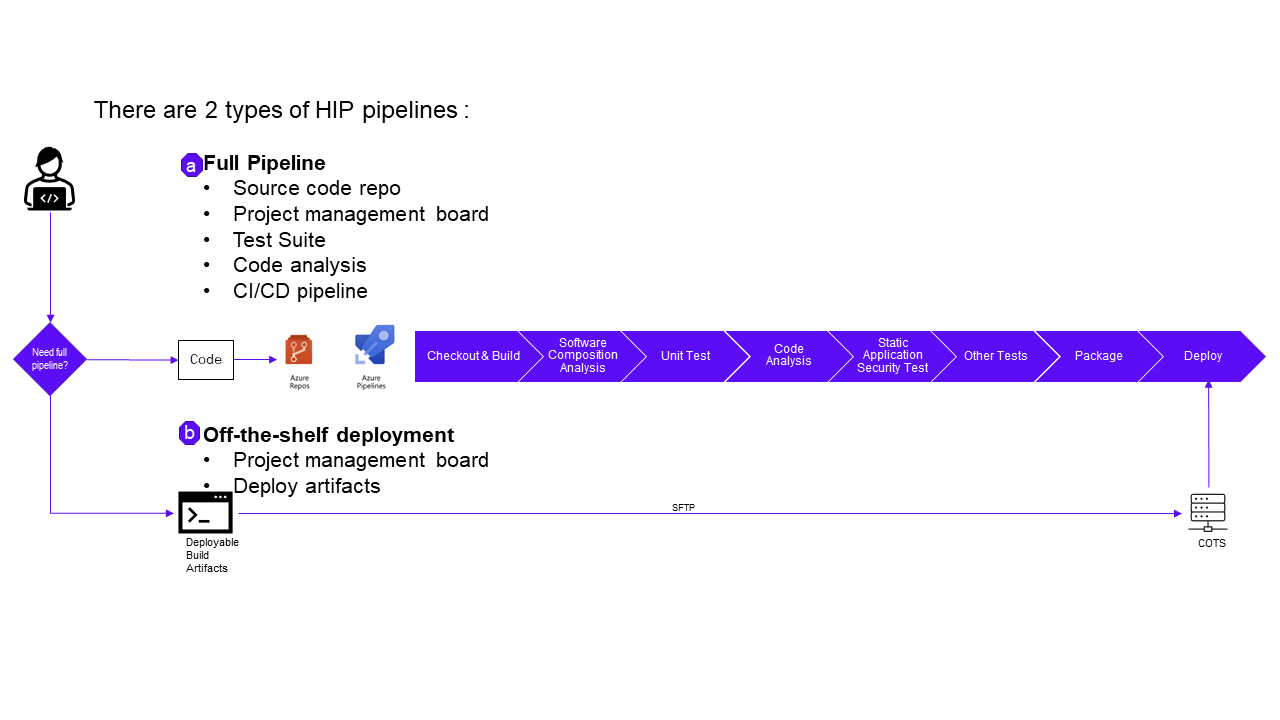 There are 2 types of HIP pipelines :
a Full Pipeline
• Source code repo
• Project management board
• Test Suite
• Code analysis
• CI/CD pipeline
Need full
pipeline?
Code
Azure
Repos
Azure
Pipelines
Checkout & Build
Software
Composition
Analysis
Unit Test
Code
Analysis
Static
Application
Security Test
Other Tests
Package
Deploy
b Off-the-shelf deployment
• Project management board
• Deploy artifacts
Deployable
Build
Artifacts
SFTP
COTS